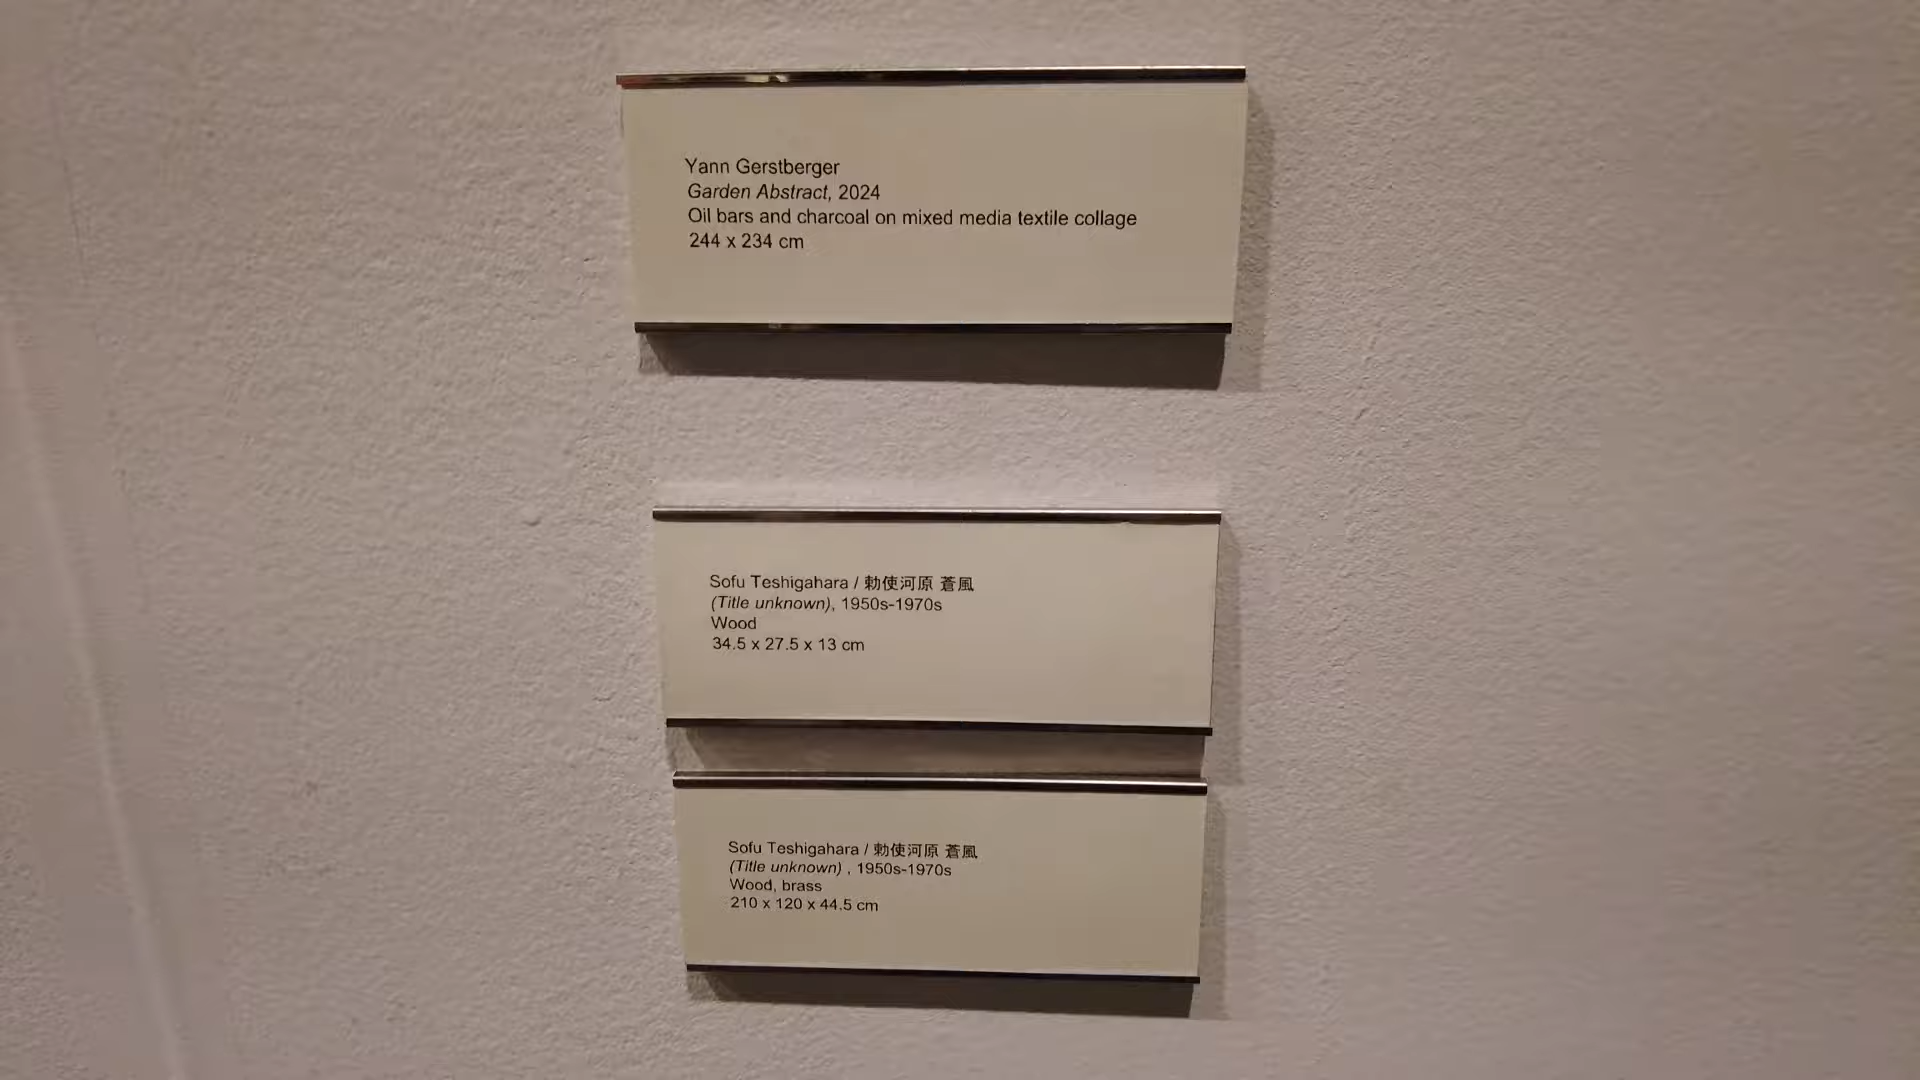 Yann Gerstberger
Garden Abstract, 2024
Oil bars and charcoal on mixed media textile collage
244 x 234 cm
Sofu Teshigahara / 勅使河原 蒼風
(Title unknown), 1950s-1970s
Wood
34.5 x 27.5 x 13 cm
Sofu Teshigahara / 勅使河原 蒼風
(Title unknown) , 1950s-1970s
Wood, brass
210 x 120 x 44.5 cm